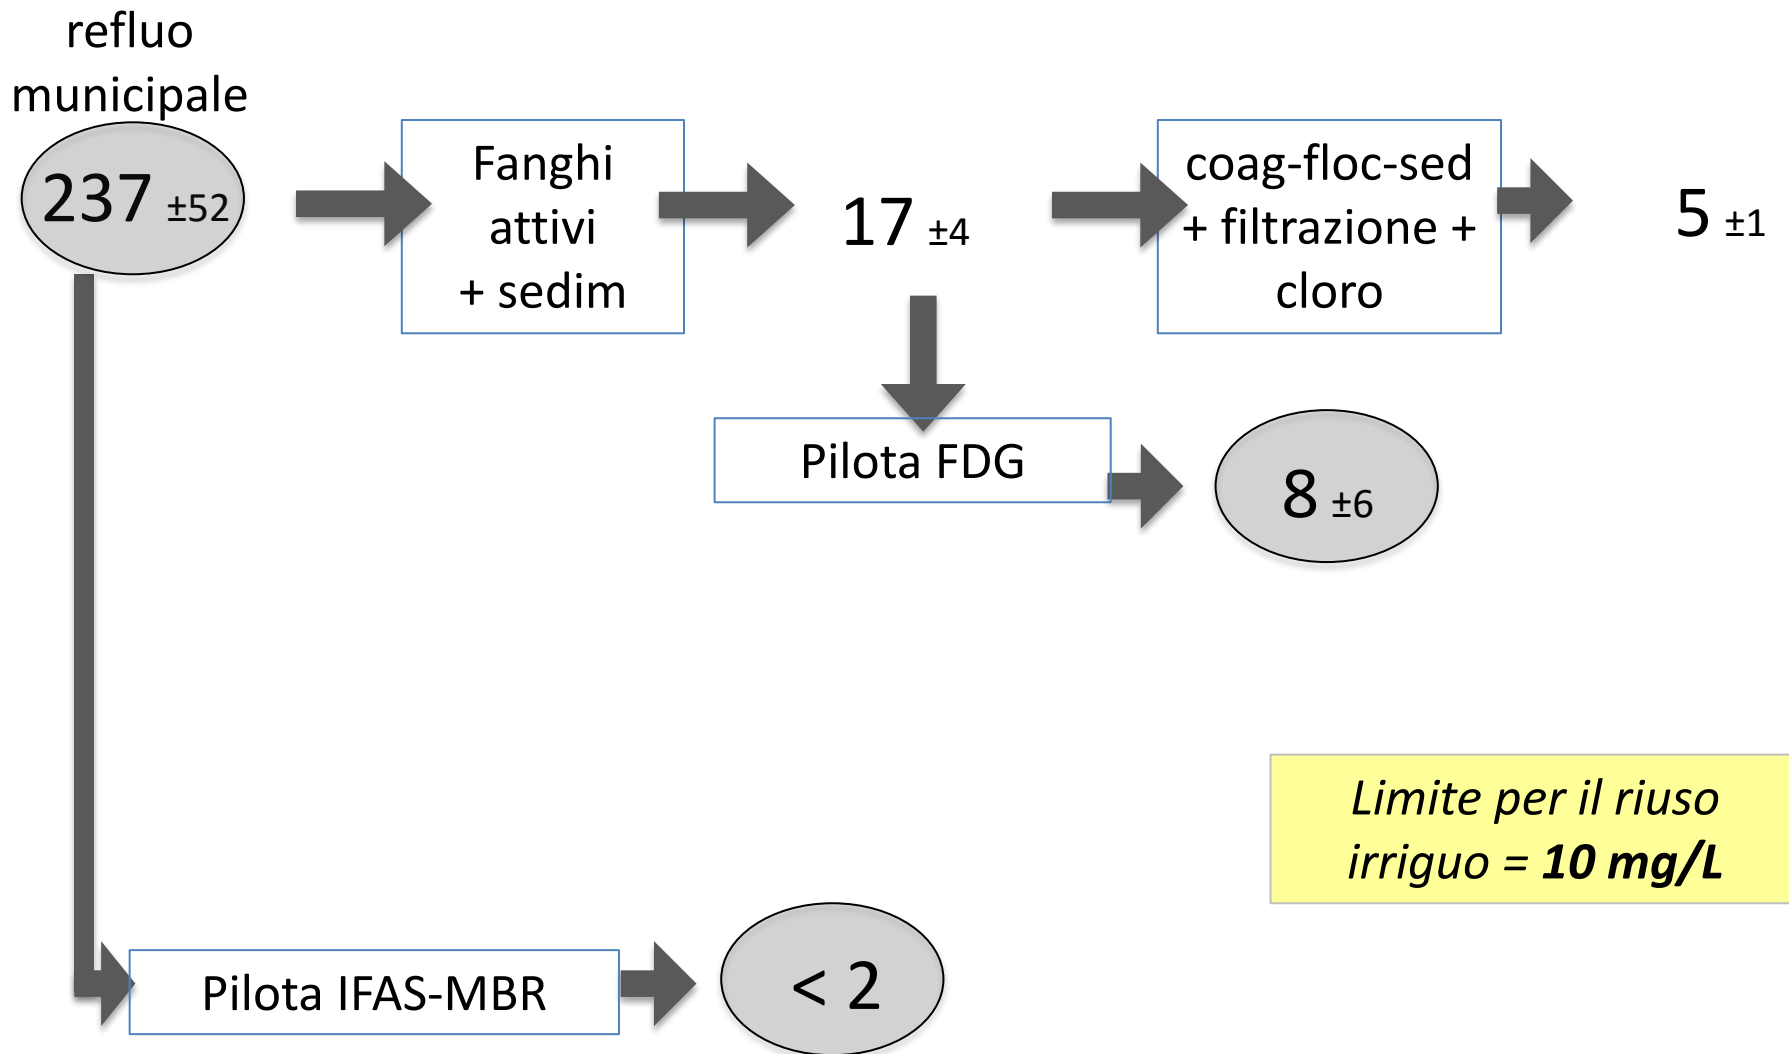 refluo
municipale
237 ±52
Fanghi
attivi
+ sedim
17 ±4
coag-floc-sed
+ filtrazione +
cloro
5 ±1
Pilota FDG
8 ±6
Limite per il riuso
irriguo = 10 mg/L
Pilota IFAS-MBR
< 2